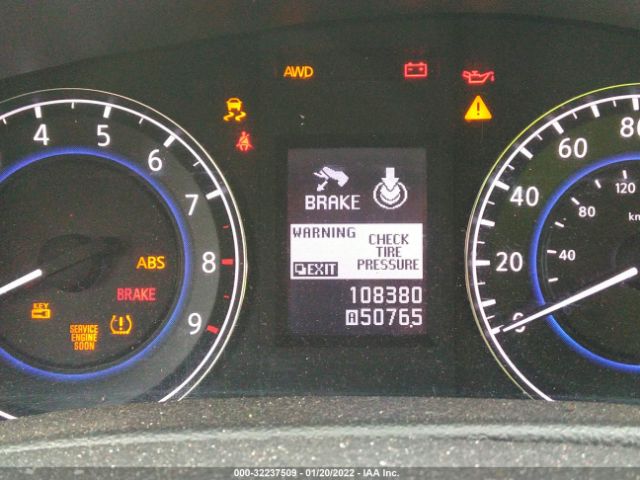 AWD
4 5 6 7 8 9
ABS
BRAKE
KEY
SERVICE
ENGINE
SOON
BRAKE
WARNING
CHECK
TIRE
PRESSURE
EXIT
108380
A 50765
0 20 40 60 80
40 80 120
km
000-32237509 - 01/20/2022 - IAA Inc.